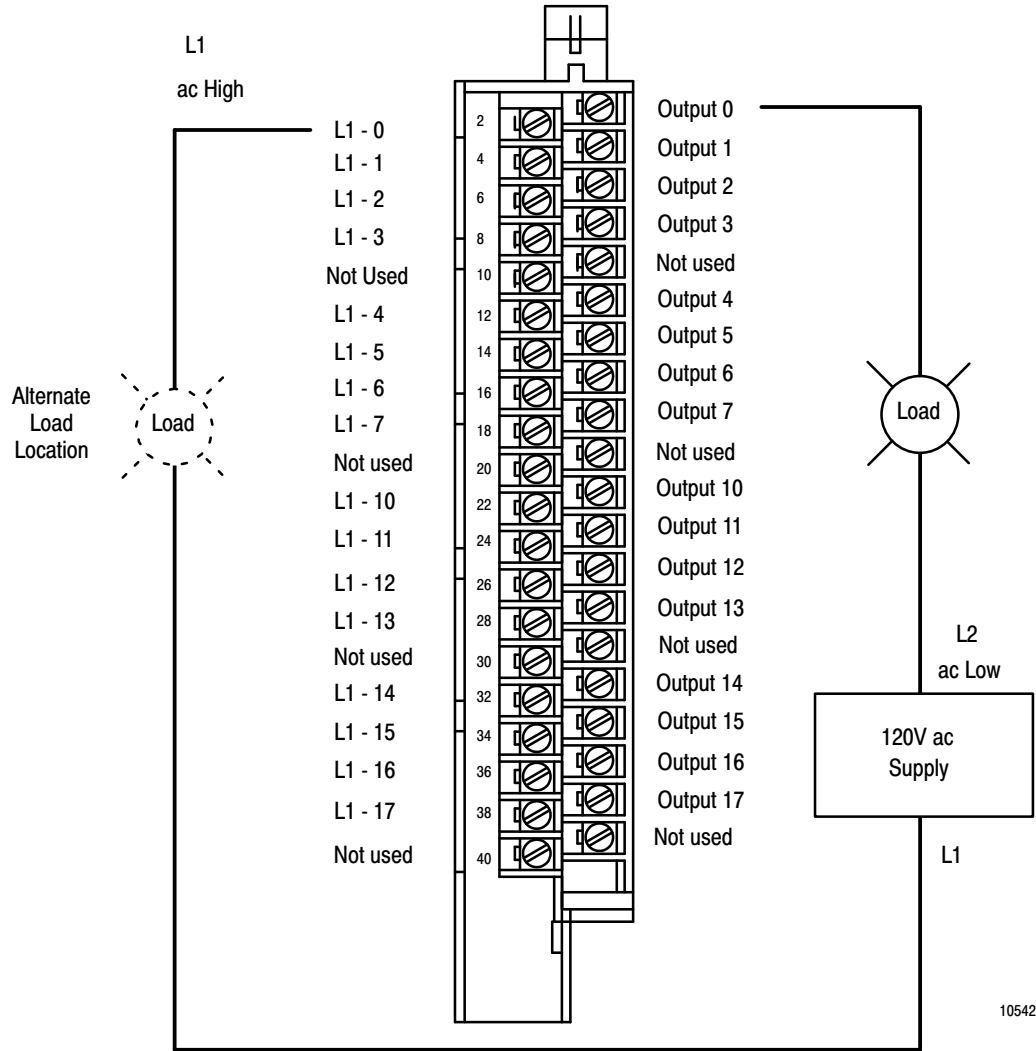 L1
ac High
L1 - 0
L1 - 1
L1 - 2
L1 - 3
Not Used
L1 - 4
L1 - 5
L1 - 6
L1 - 7
Not used
L1 - 10
L1 - 11
L1 - 12
L1 - 13
Not used
L1 - 14
L1 - 15
L1 - 16
L1 - 17
Not used
Alternate
Load
Location
Load
2
4
6
8
10
12
14
16
18
20
22
24
26
28
30
32
34
36
38
40
Output 0
Output 1
Output 2
Output 3
Not used
Output 4
Output 5
Output 6
Output 7
Not used
Output 10
Output 11
Output 12
Output 13
Not used
Output 14
Output 15
Output 16
Output 17
Not used
Load
L2
ac Low
120V ac
Supply
L1
10542